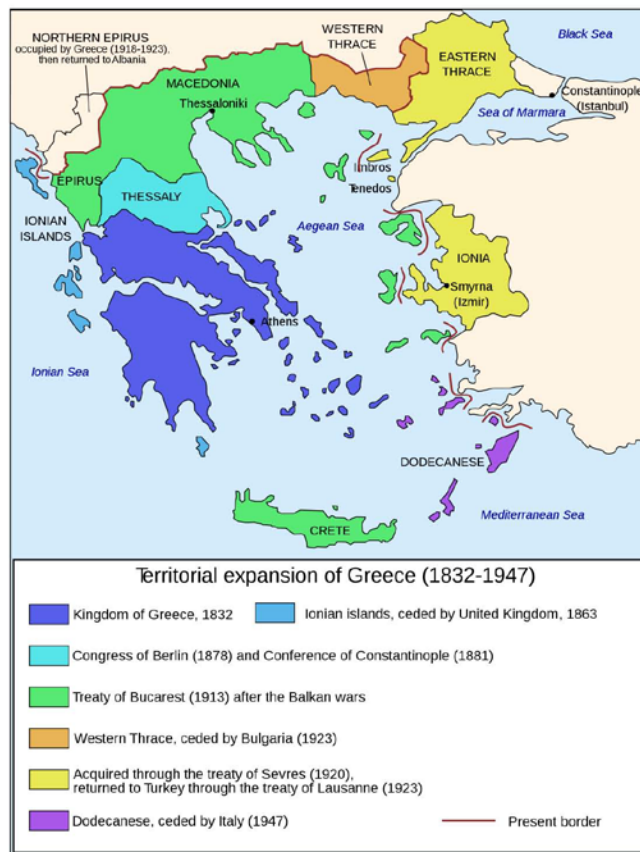 NORTHERN EPIRUS
occupied by Greece (1918-1923),
then returned to Albania
WESTERN
THRACE
Black Sea
EASTERN
THRACE
MACEDONIA
Thessaloniki
Constantinople
(Istanbul)
Sea of Marmara
Imbros
Tenedos
EPIRUS
THESSALY
IONIAN
ISLANDS
Aegean Sea
IONIA
Smyrna
(Izmir)
Athens
Ionian Sea
DODECANESE
Mediterranean Sea
CRETE
Territorial expansion of Greece (1832-1947)
Kingdom of Greece, 1832
Ionian islands, ceded by United Kingdom, 1863
Congress of Berlin (1878) and Conference of Constantinople (1881)
Treaty of Bucarest (1913) after the Balkan wars
Western Thrace, ceded by Bulgaria (1923)
Acquired through the treaty of Sevres (1920),
returned to Turkey through the treaty of Lausanne (1923)
Dodecanese, ceded by Italy (1947)
Present border